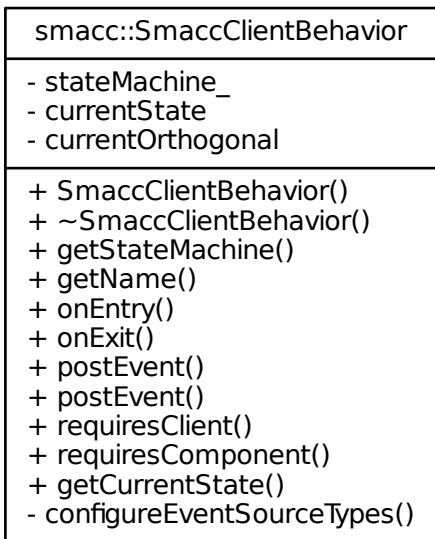 smacc::SmaccClientBehavior
- stateMachine_
- currentState
- currentOrthogonal
+ SmaccClientBehavior()
+ ~SmaccClientBehavior()
+ getStateMachine()
+ getName()
+ onEntry()
+ onExit()
+ postEvent()
+ postEvent()
+ requiresClient()
+ requiresComponent()
+ getCurrentState()
- configureEventSourceTypes()